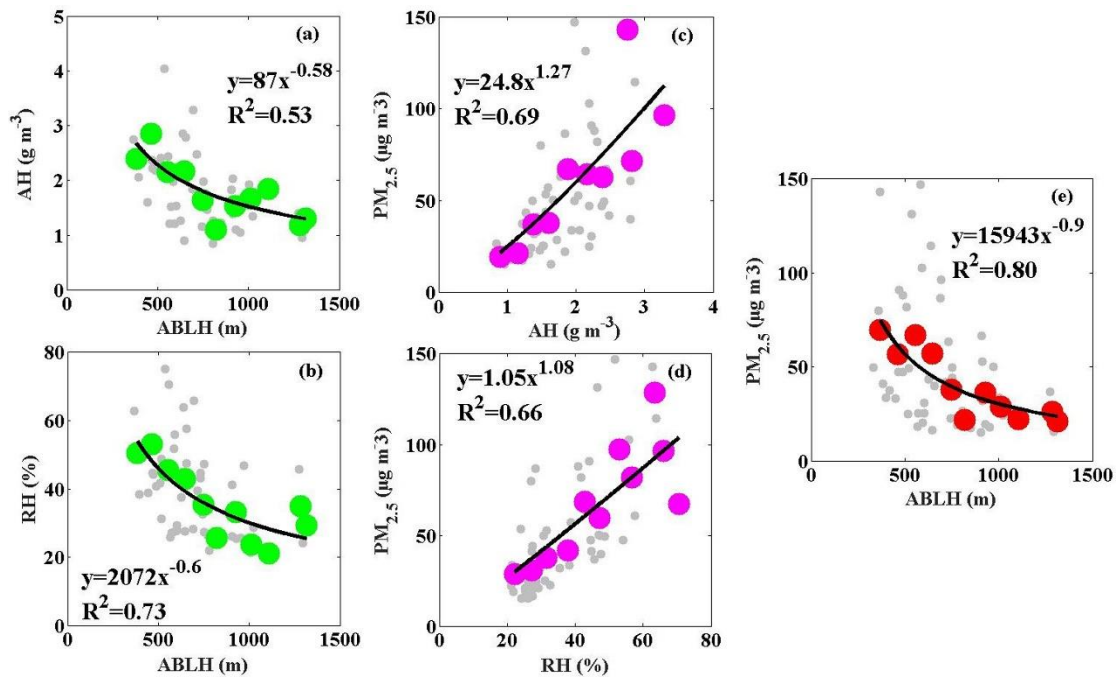 (a)
y=87x^-0.58
R^2=0.53
AH (g m^-3)
5
4
3
2
1
0
0 500 1000 1500
ABLH (m)
(b)
y=2072x^-0.6
R^2=0.73
RH (%)
80
60
40
20
0
0 500 1000 1500
ABLH (m)
(c)
y=24.8x^1.27
R^2=0.69
PM_2.5 (μg m^-3)
150
100
50
0
0 1 2 3 4
AH (g m^-3)
(d)
y=1.05x^1.08
R^2=0.66
PM_2.5 (μg m^-3)
150
100
50
0
0 20 40 60 80
RH (%)
(e)
y=15943x^-0.9
R^2=0.80
PM_2.5 (μg m^-3)
150
100
50
0
0 500 1000 1500
ABLH (m)